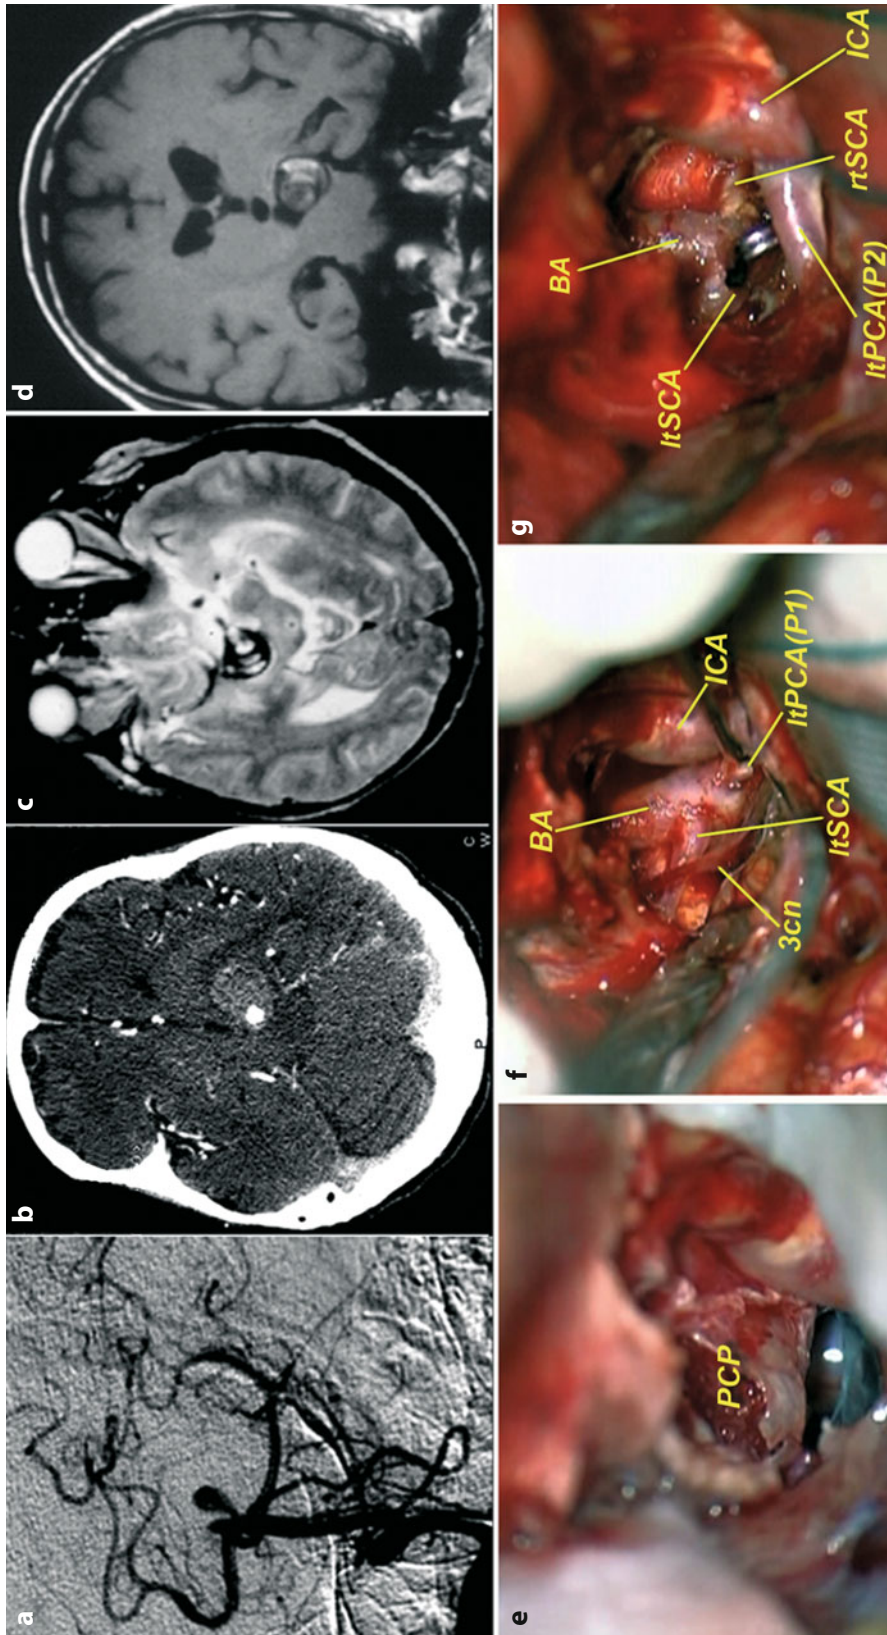 a
b
C
W
P
c
d
e
PCP
f
BA
ICA
ltPCA(P1)
ltSCA
3cn
g
BA
ltSCA
ICA
rtSCA
ltPCA(P2)